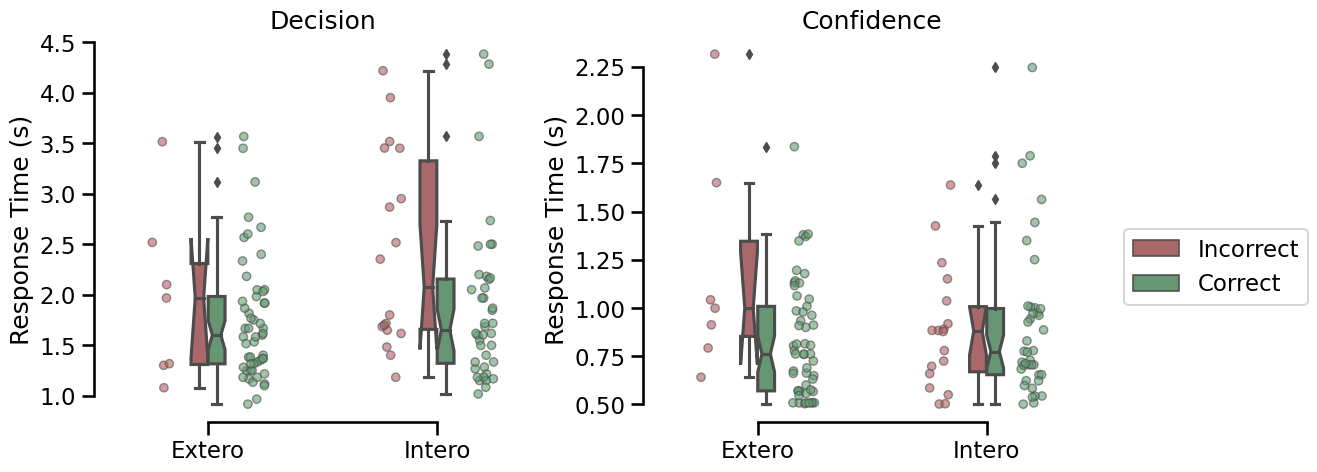 Decision
Response Time (s)
4.5
4.0
3.5
3.0
2.5
2.0
1.5
1.0
Extero
Intero
Confidence
Response Time (s)
2.25
2.00
1.75
1.50
1.25
1.00
0.75
0.50
Extero
Intero
Incorrect
Correct